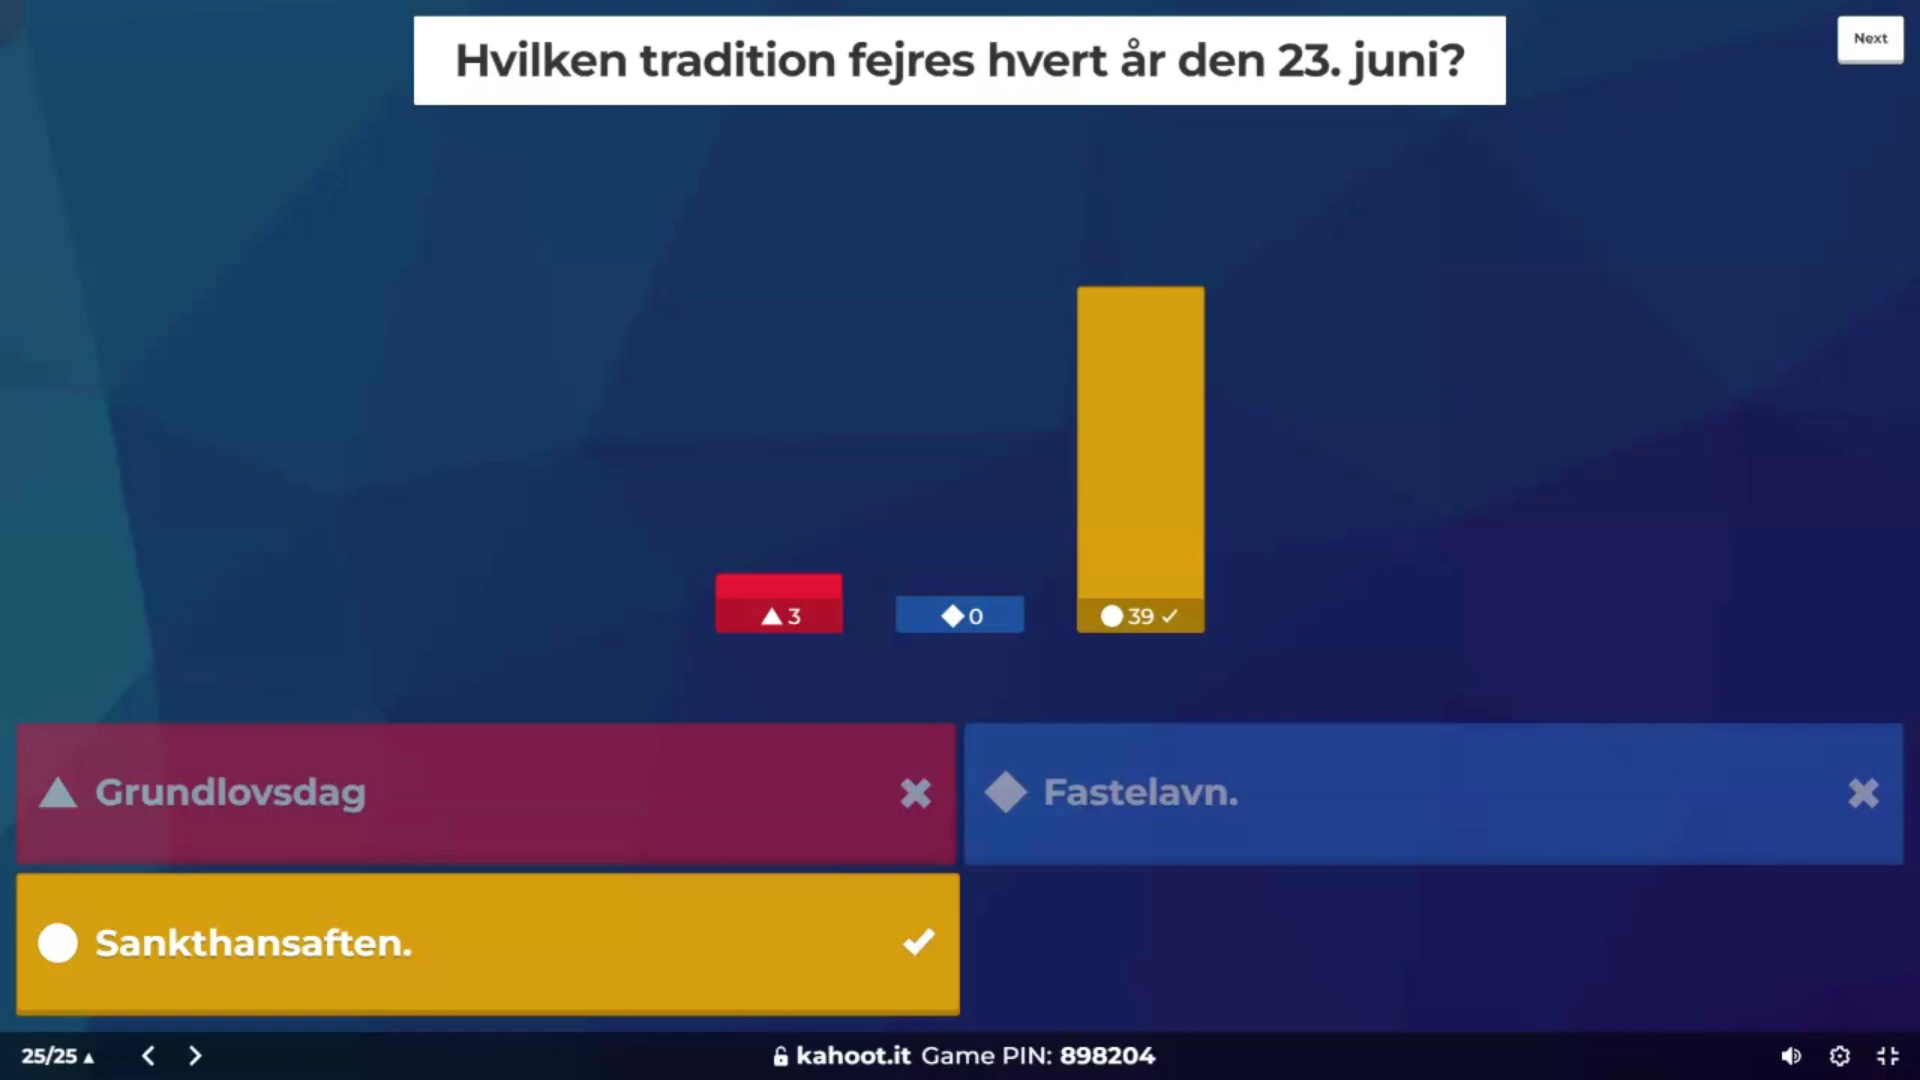 Hvilken tradition fejres hvert år den 23. juni?
Next
3
0
39
Grundlovsdag
Fastelavn.
Sankthansaften.
25/25
kahoot.it Game PIN: 898204